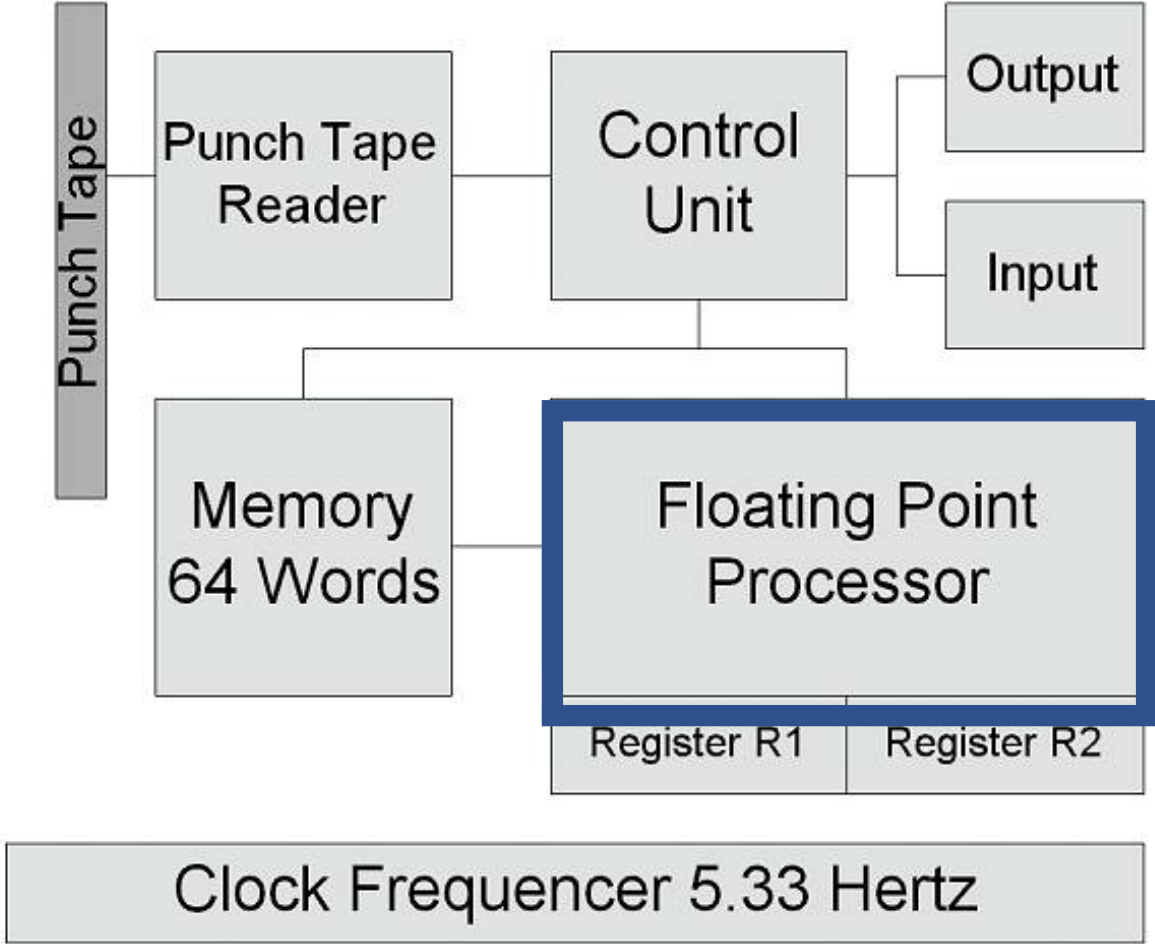 Punch Tape
Punch Tape
Reader
Control
Unit
Output
Input
Memory
64 Words
Floating Point
Processor
Register R1
Register R2
Clock Frequencer 5.33 Hertz